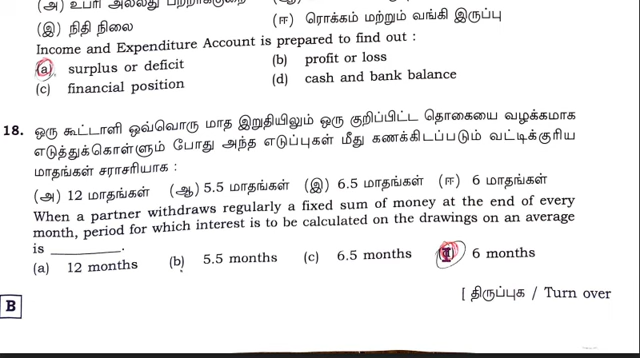 (அ) உபரி அல்லது பற்றாக்குறை
(இ) நிதி நிலை (ஈ) ரொக்கம் மற்றும் வங்கி இருப்பு
Income and Expenditure Account is prepared to find out :
(a) surplus or deficit (b) profit or loss
(c) financial position (d) cash and bank balance
18. ஒரு கூட்டாளி ஒவ்வொரு மாத இறுதியிலும் ஒரு குறிப்பிட்ட தொகையை வழக்கமாக
எடுத்துக்கொள்ளும் போது அந்த எடுப்புகள் மீது கணக்கிடப்படும் வட்டிக்குரிய
மாதங்கள் சராசரியாக :
(அ) 12 மாதங்கள் (ஆ) 5.5 மாதங்கள் (இ) 6.5 மாதங்கள் (ஈ) 6 மாதங்கள்
When a partner withdraws regularly a fixed sum of money at the end of every
month, period for which interest is to be calculated on the drawings on an average
is __________.
(a) 12 months (b) 5.5 months (c) 6.5 months (d) 6 months
[ திருப்புக / Turn over
B